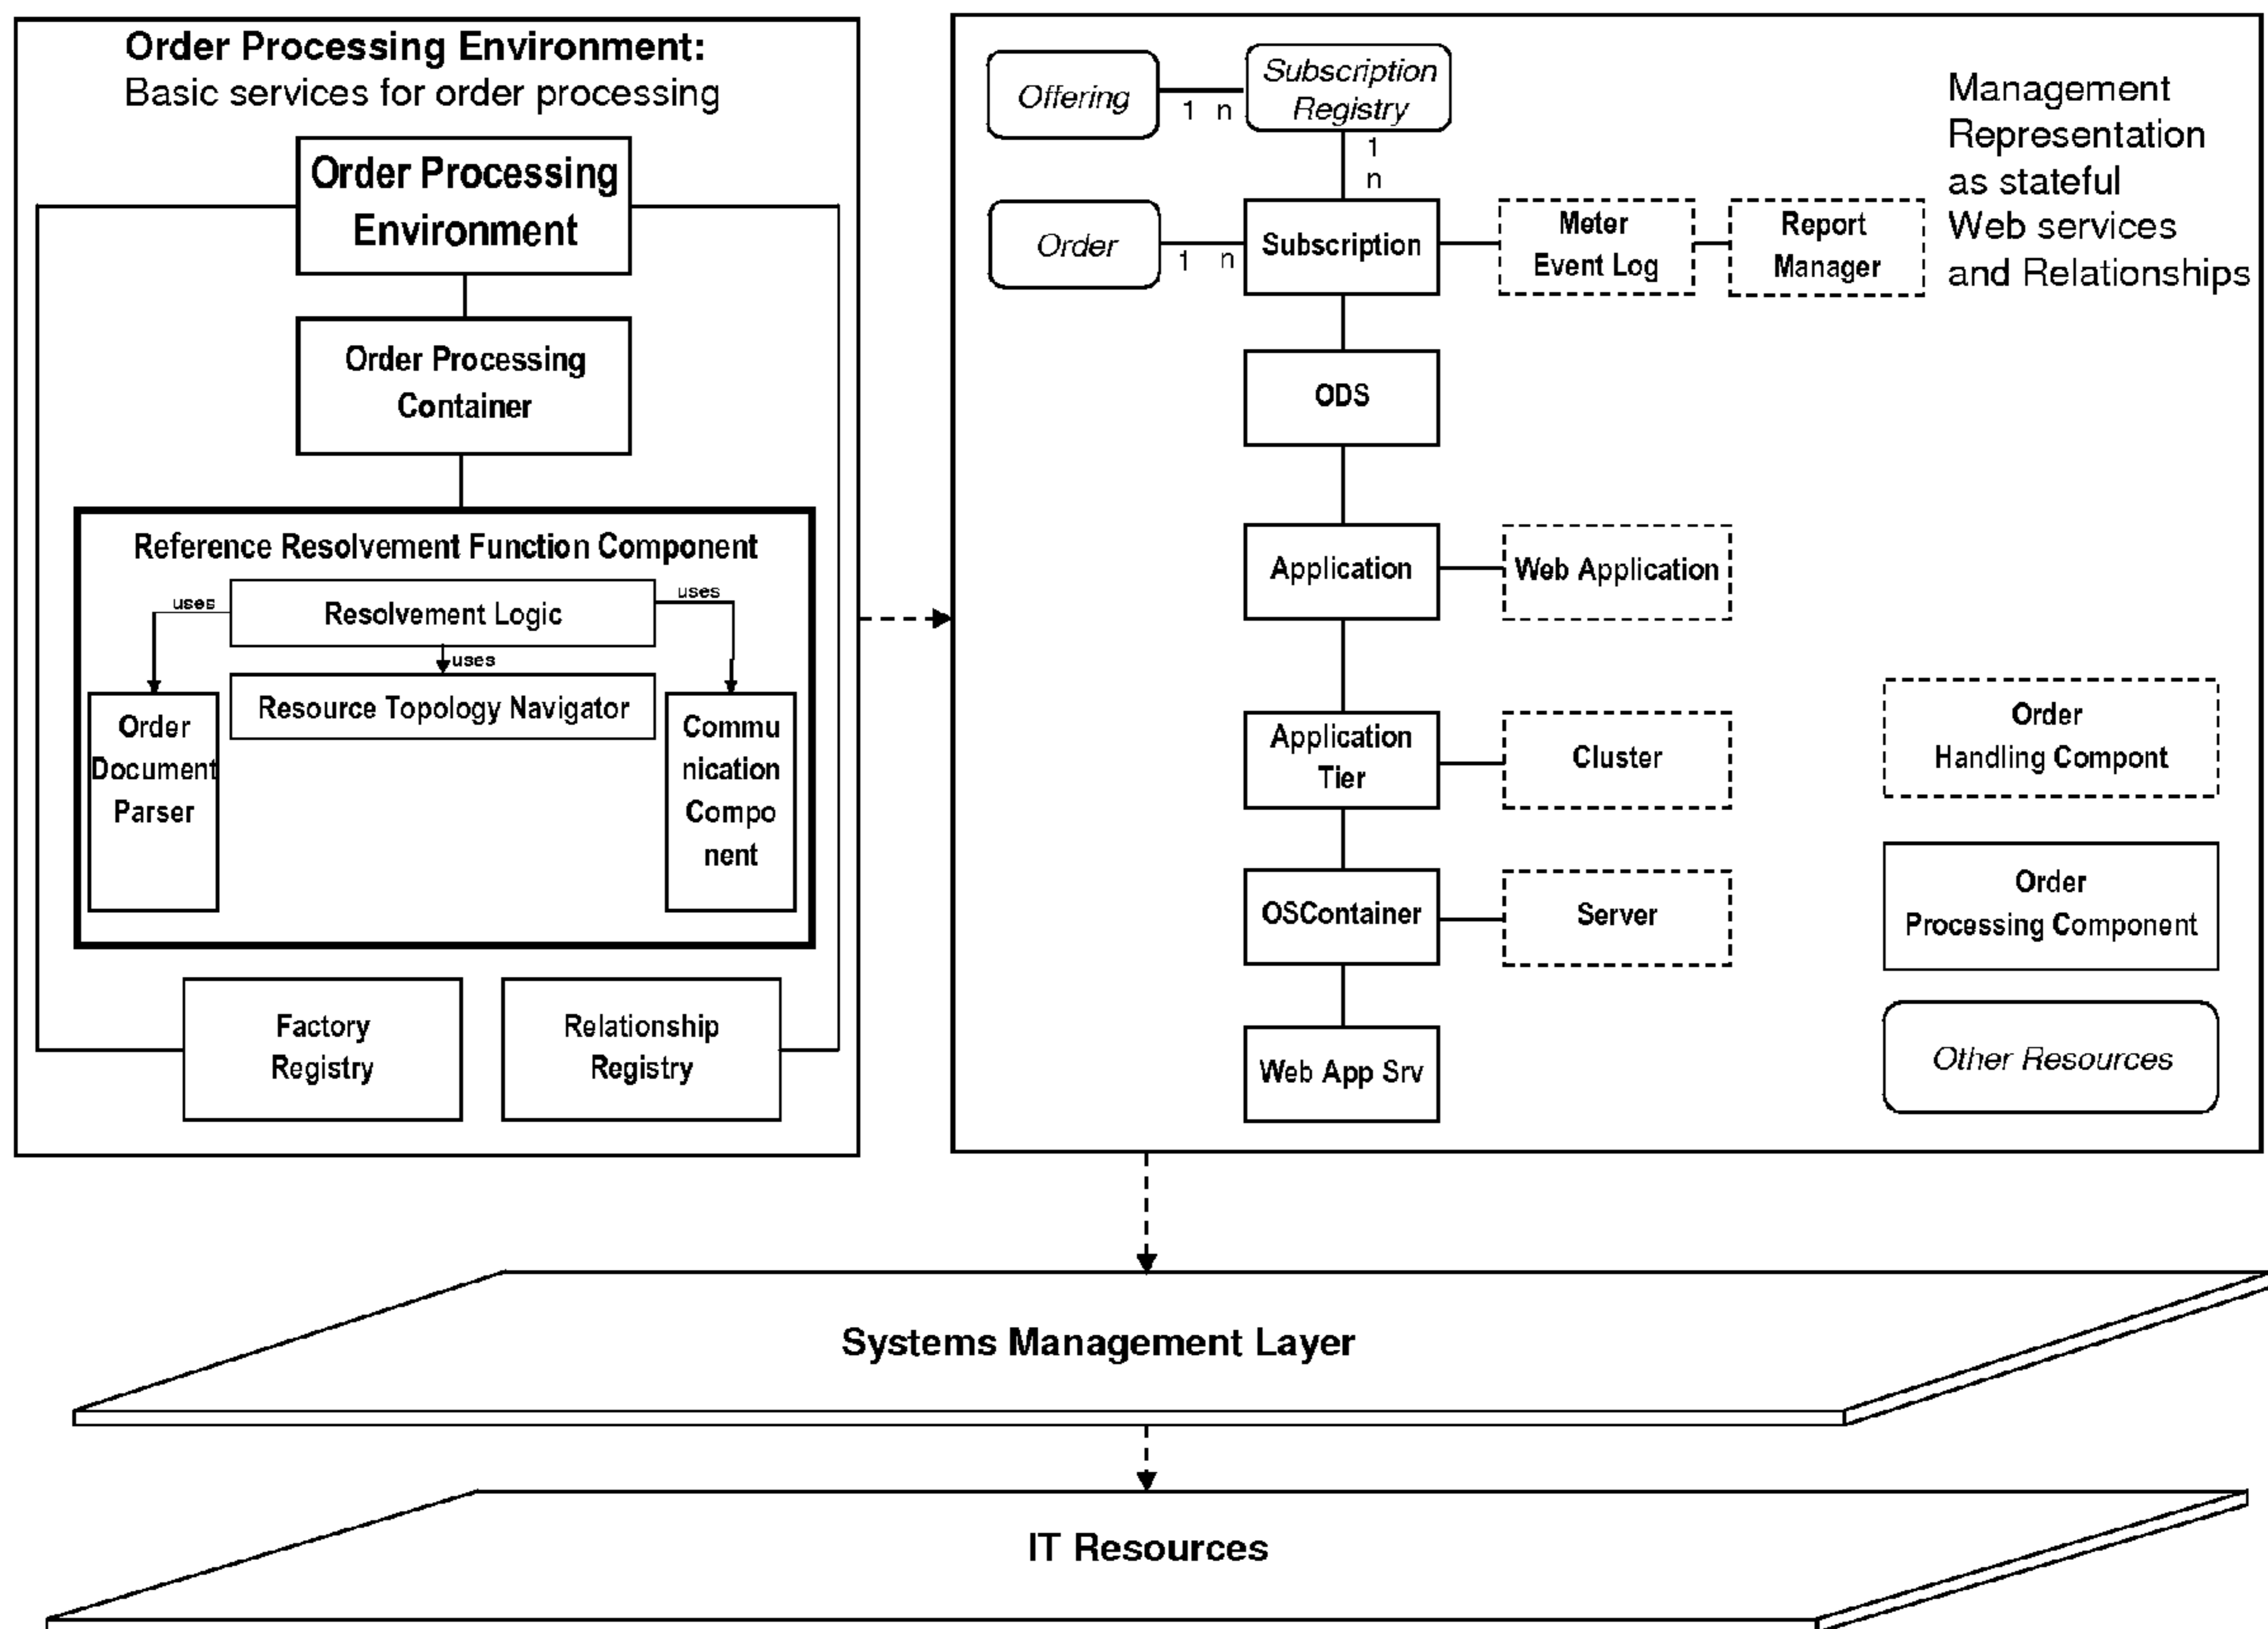 Order Processing Environment:
Basic services for order processing
Order Processing
Environment
Order Processing
Container
Reference Resolvement Function Component
uses
Resolvement Logic
uses
uses
Resource Topology Navigator
Order
Document
Parser
Commu
nication
Compo
nent
Factory
Registry
Relationship
Registry
Offering
1 n
Subscription
Registry
1
n
Order
1 n
Subscription
Meter
Event Log
Report
Manager
Management
Representation
as stateful
Web services
and Relationships
ODS
Application
Web Application
Application
Tier
Cluster
OSContainer
Server
Web App Srv
Order
Handling Compont
Order
Processing Component
Other Resources
Systems Management Layer
IT Resources